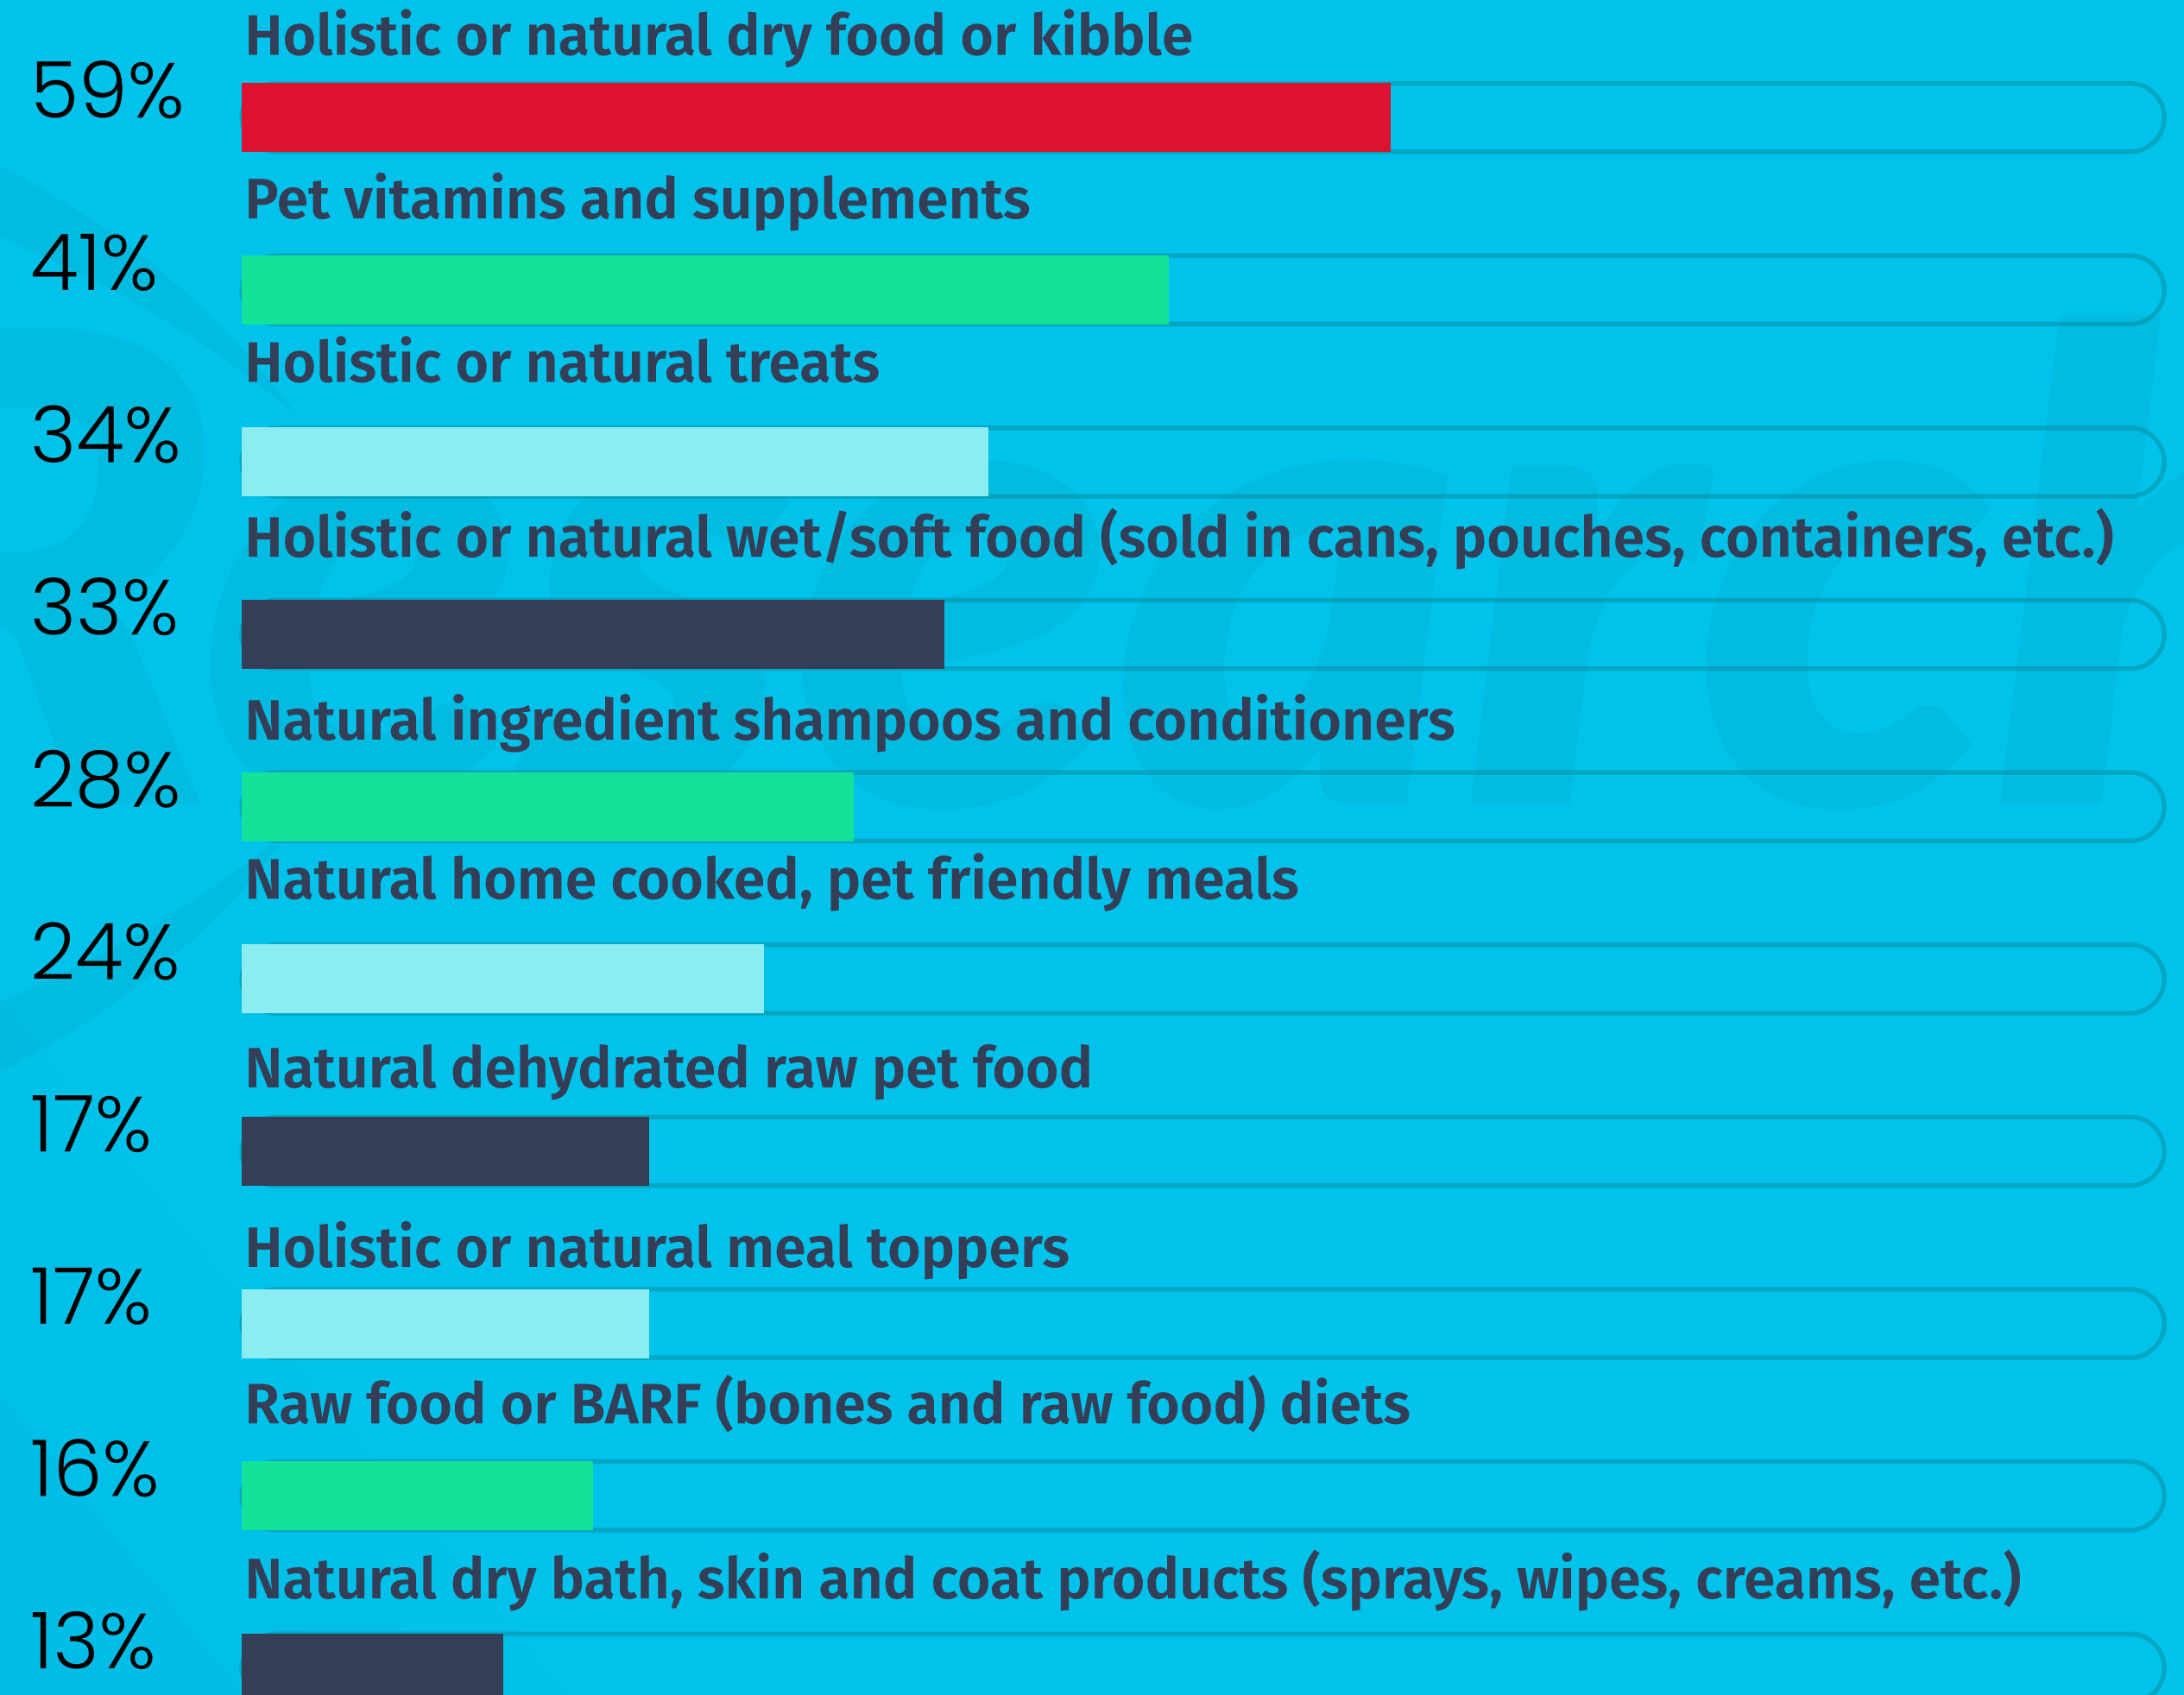 Holistic or natural dry food or kibble
59%
Pet vitamins and supplments
41%
Holistic or natural treats
34%
Holistic or natural wet/soft food (sold in cans, pouches, containers, etc.)
33%
Natural ingredient shampoos and conditioners
28%
Natural home cooked, pet friendly meals
24%
Natural dehydrated raw pet food
17%
Holistic or natural meal toppers
17%
Raw food or BARF (bones and raw food) diets
16%
Natural dry bath, skin and coat products (sprays, wipes, creams, etc.)
13%